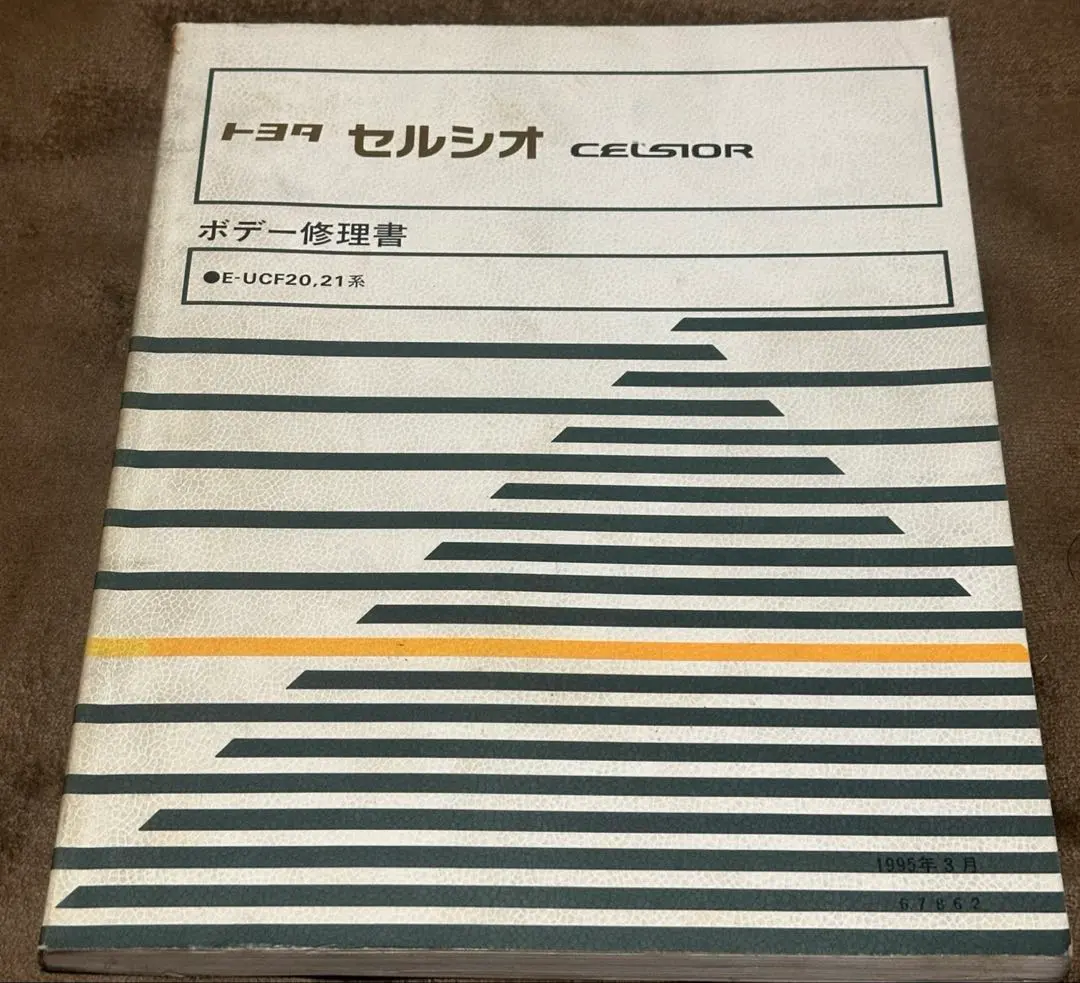 トヨタ セルシオ CELSIOR
ボデー修理書
●E-UCF20,21系
1995年3月
67862